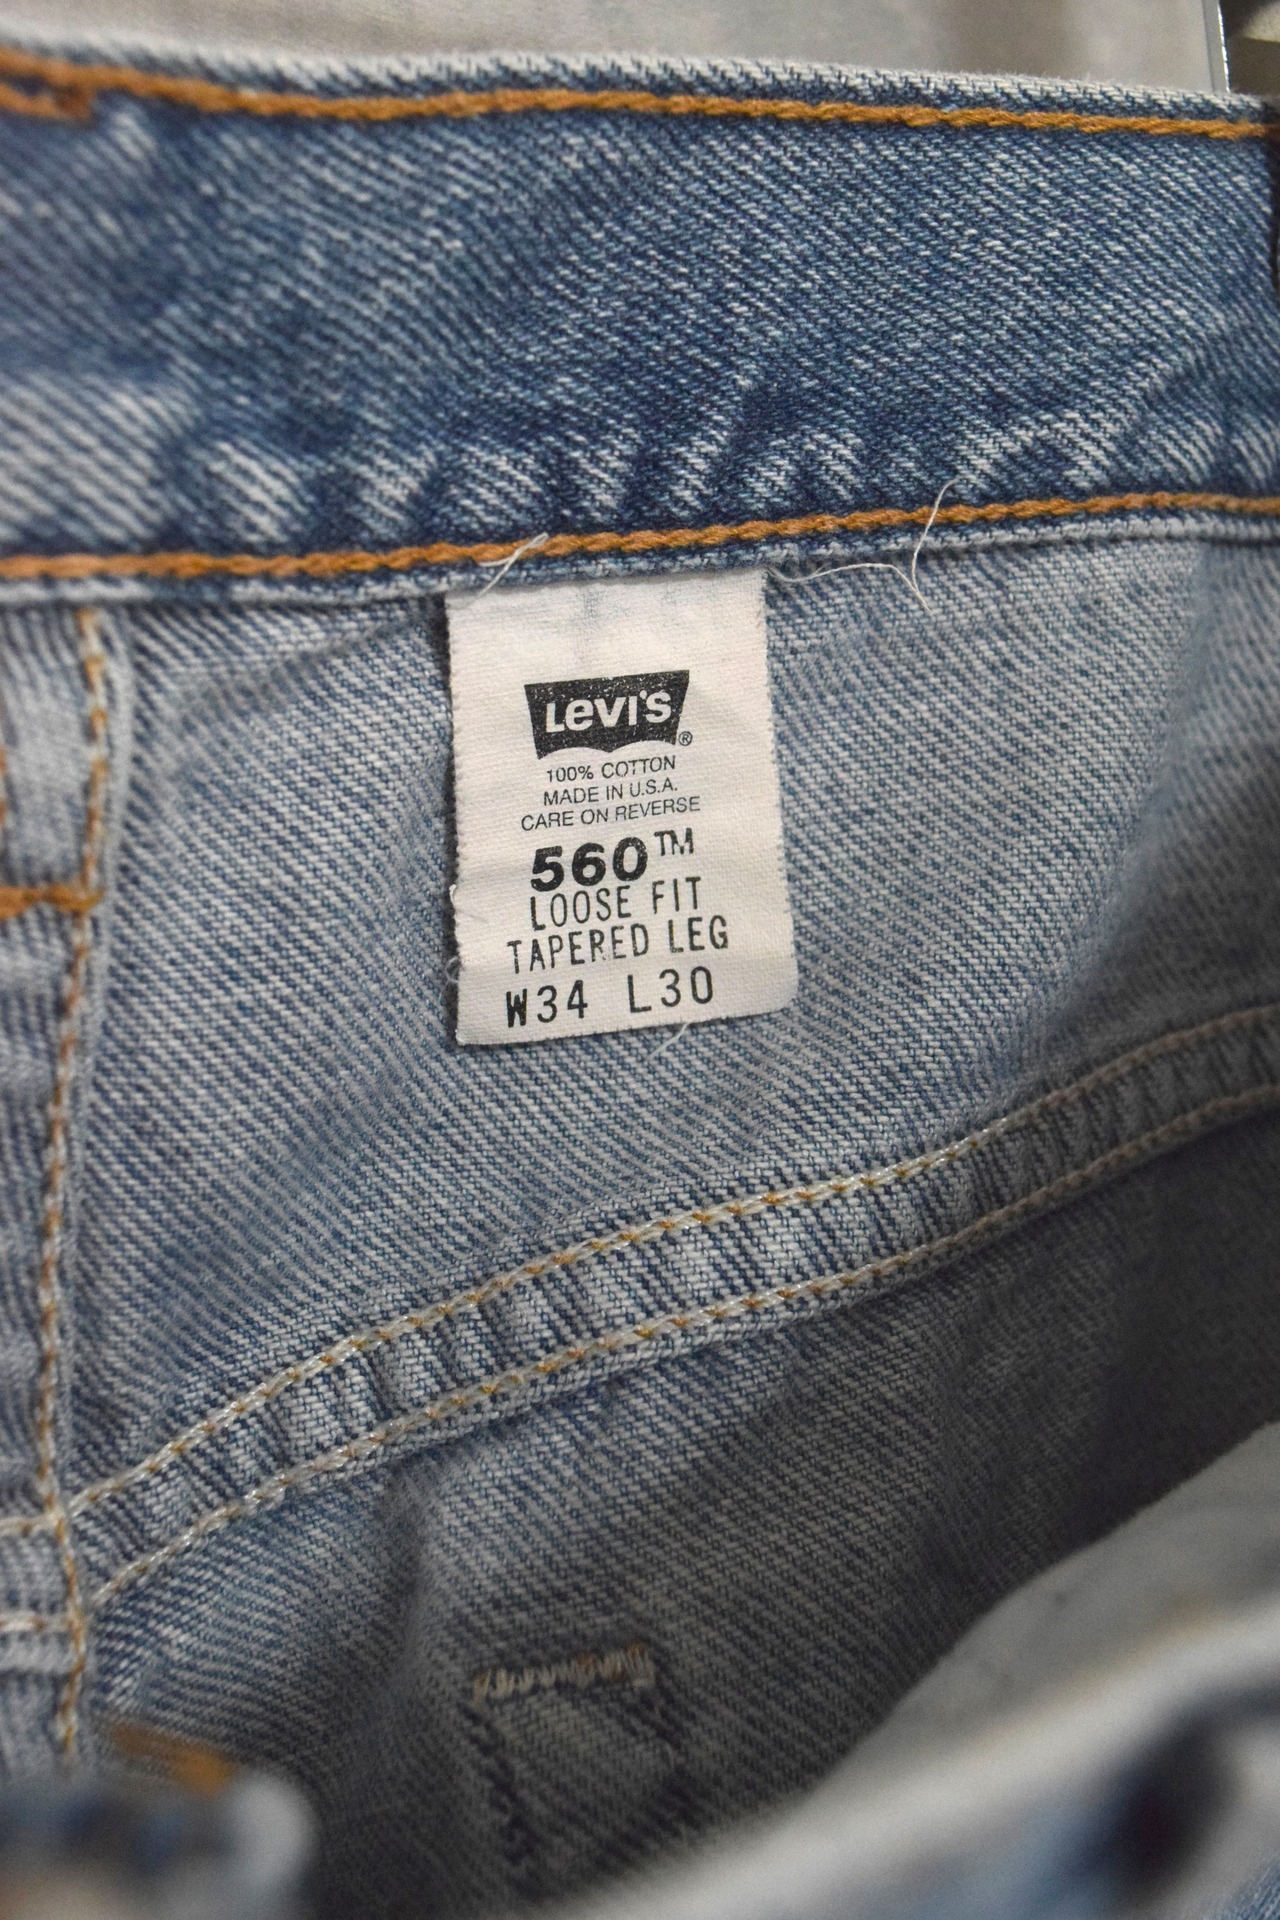 LEVI'S ®
100% COTTON
MADE IN U.S.A.
CARE ON REVERSE
560™
LOOSE FIT
TAPERED LEG
W34 L30